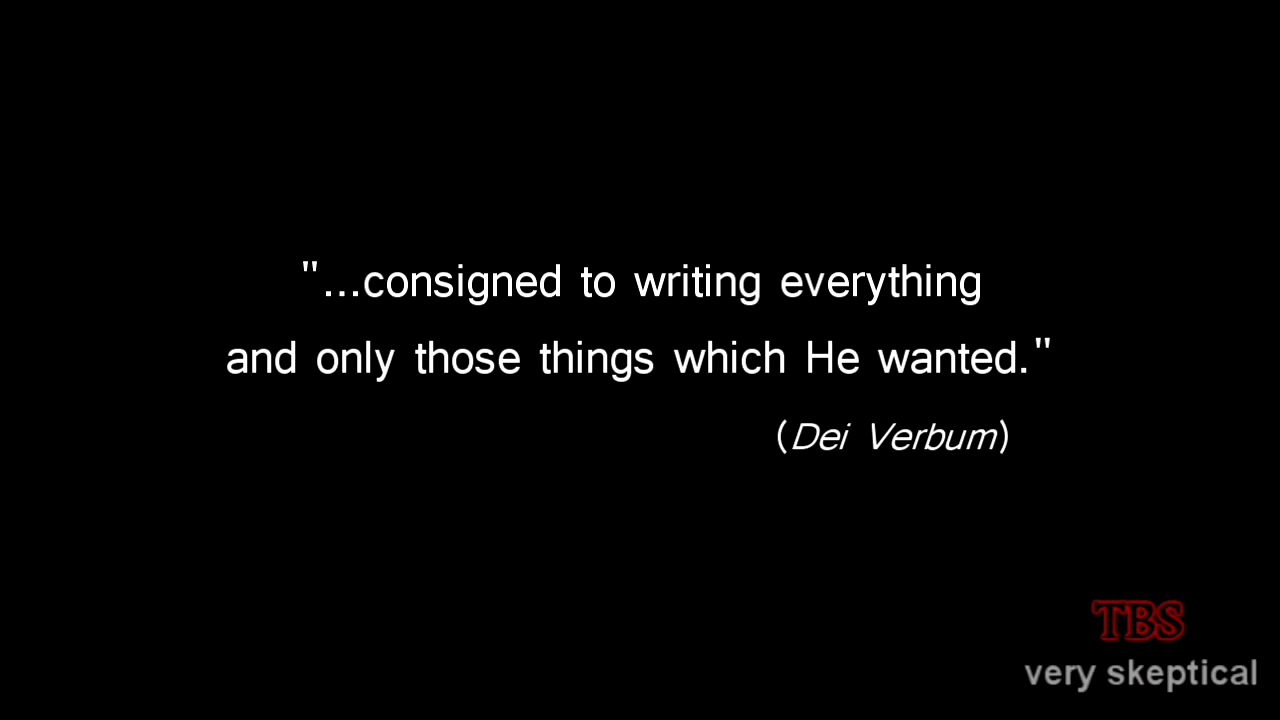 "...consigned to writing everything
and only those things which He wanted."
(Dei Verbum)
TBS
very skeptical